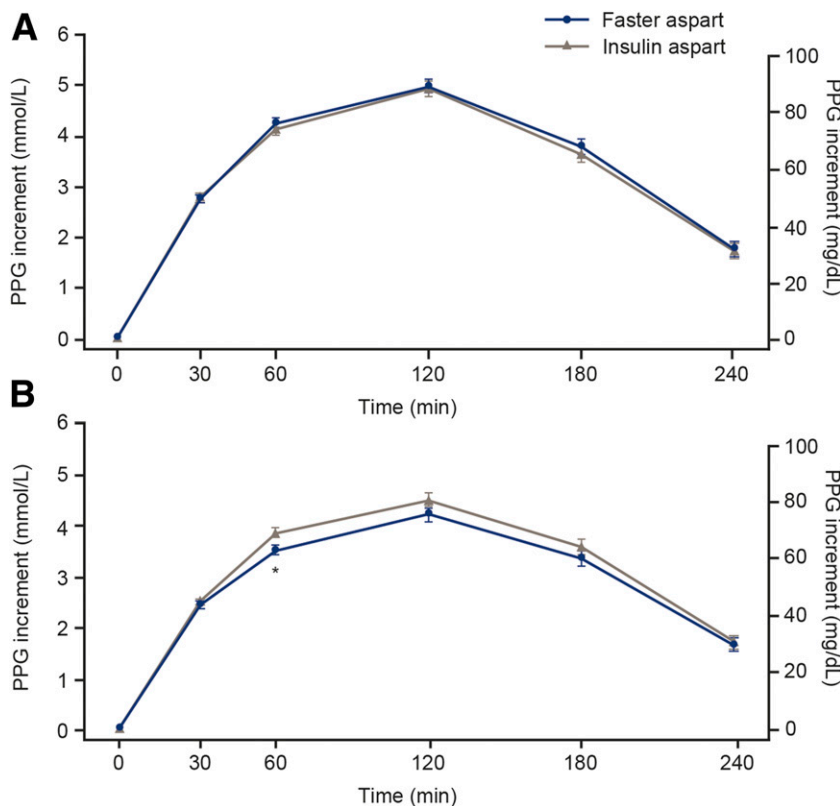 A
Faster aspart
Insulin aspart
PPG increment (mmol/L)
6
5
4
3
2
1
0
PPG increment (mg/dL)
100
80
60
40
20
0
0 30 60 120 180 240
Time (min)
B
PPG increment (mmol/L)
6
5
4
3
2
1
0
*
PPG increment (mg/dL)
100
80
60
40
20
0
0 30 60 120 180 240
Time (min)